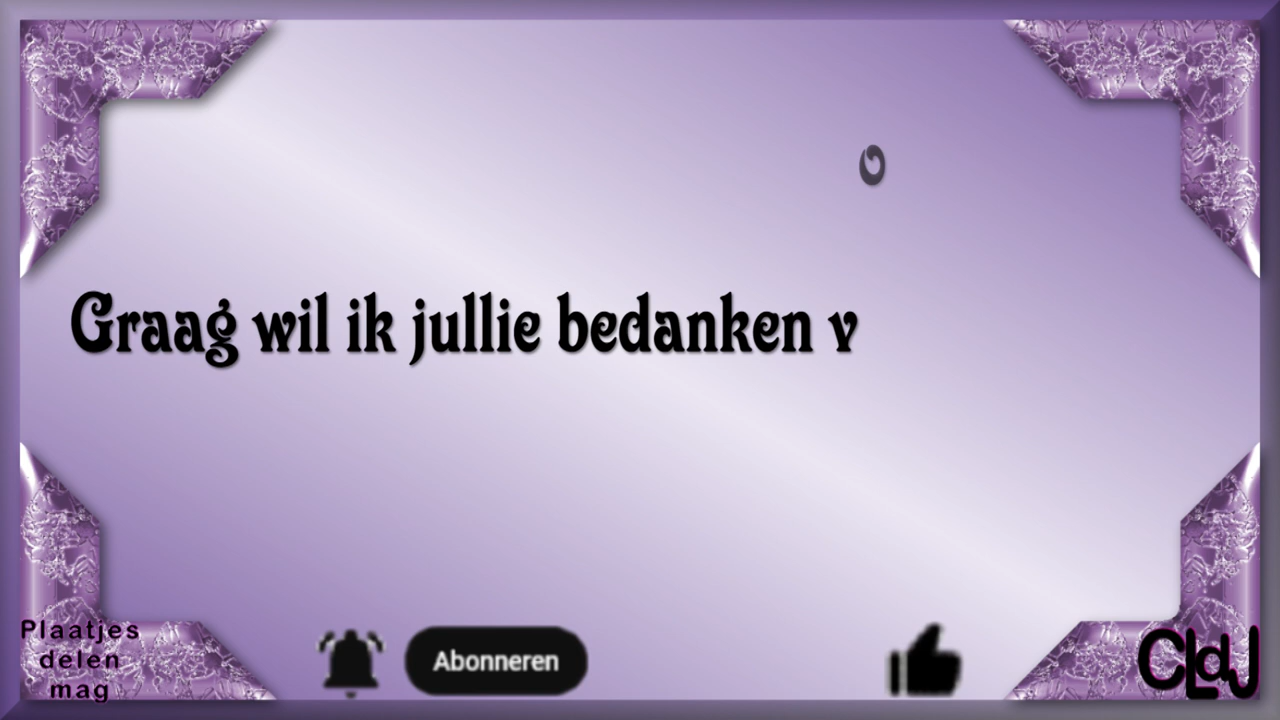 o
Graag wil ik jullie bedanken v
Plaatjes
delen
mag
Abonneren
CLdJ